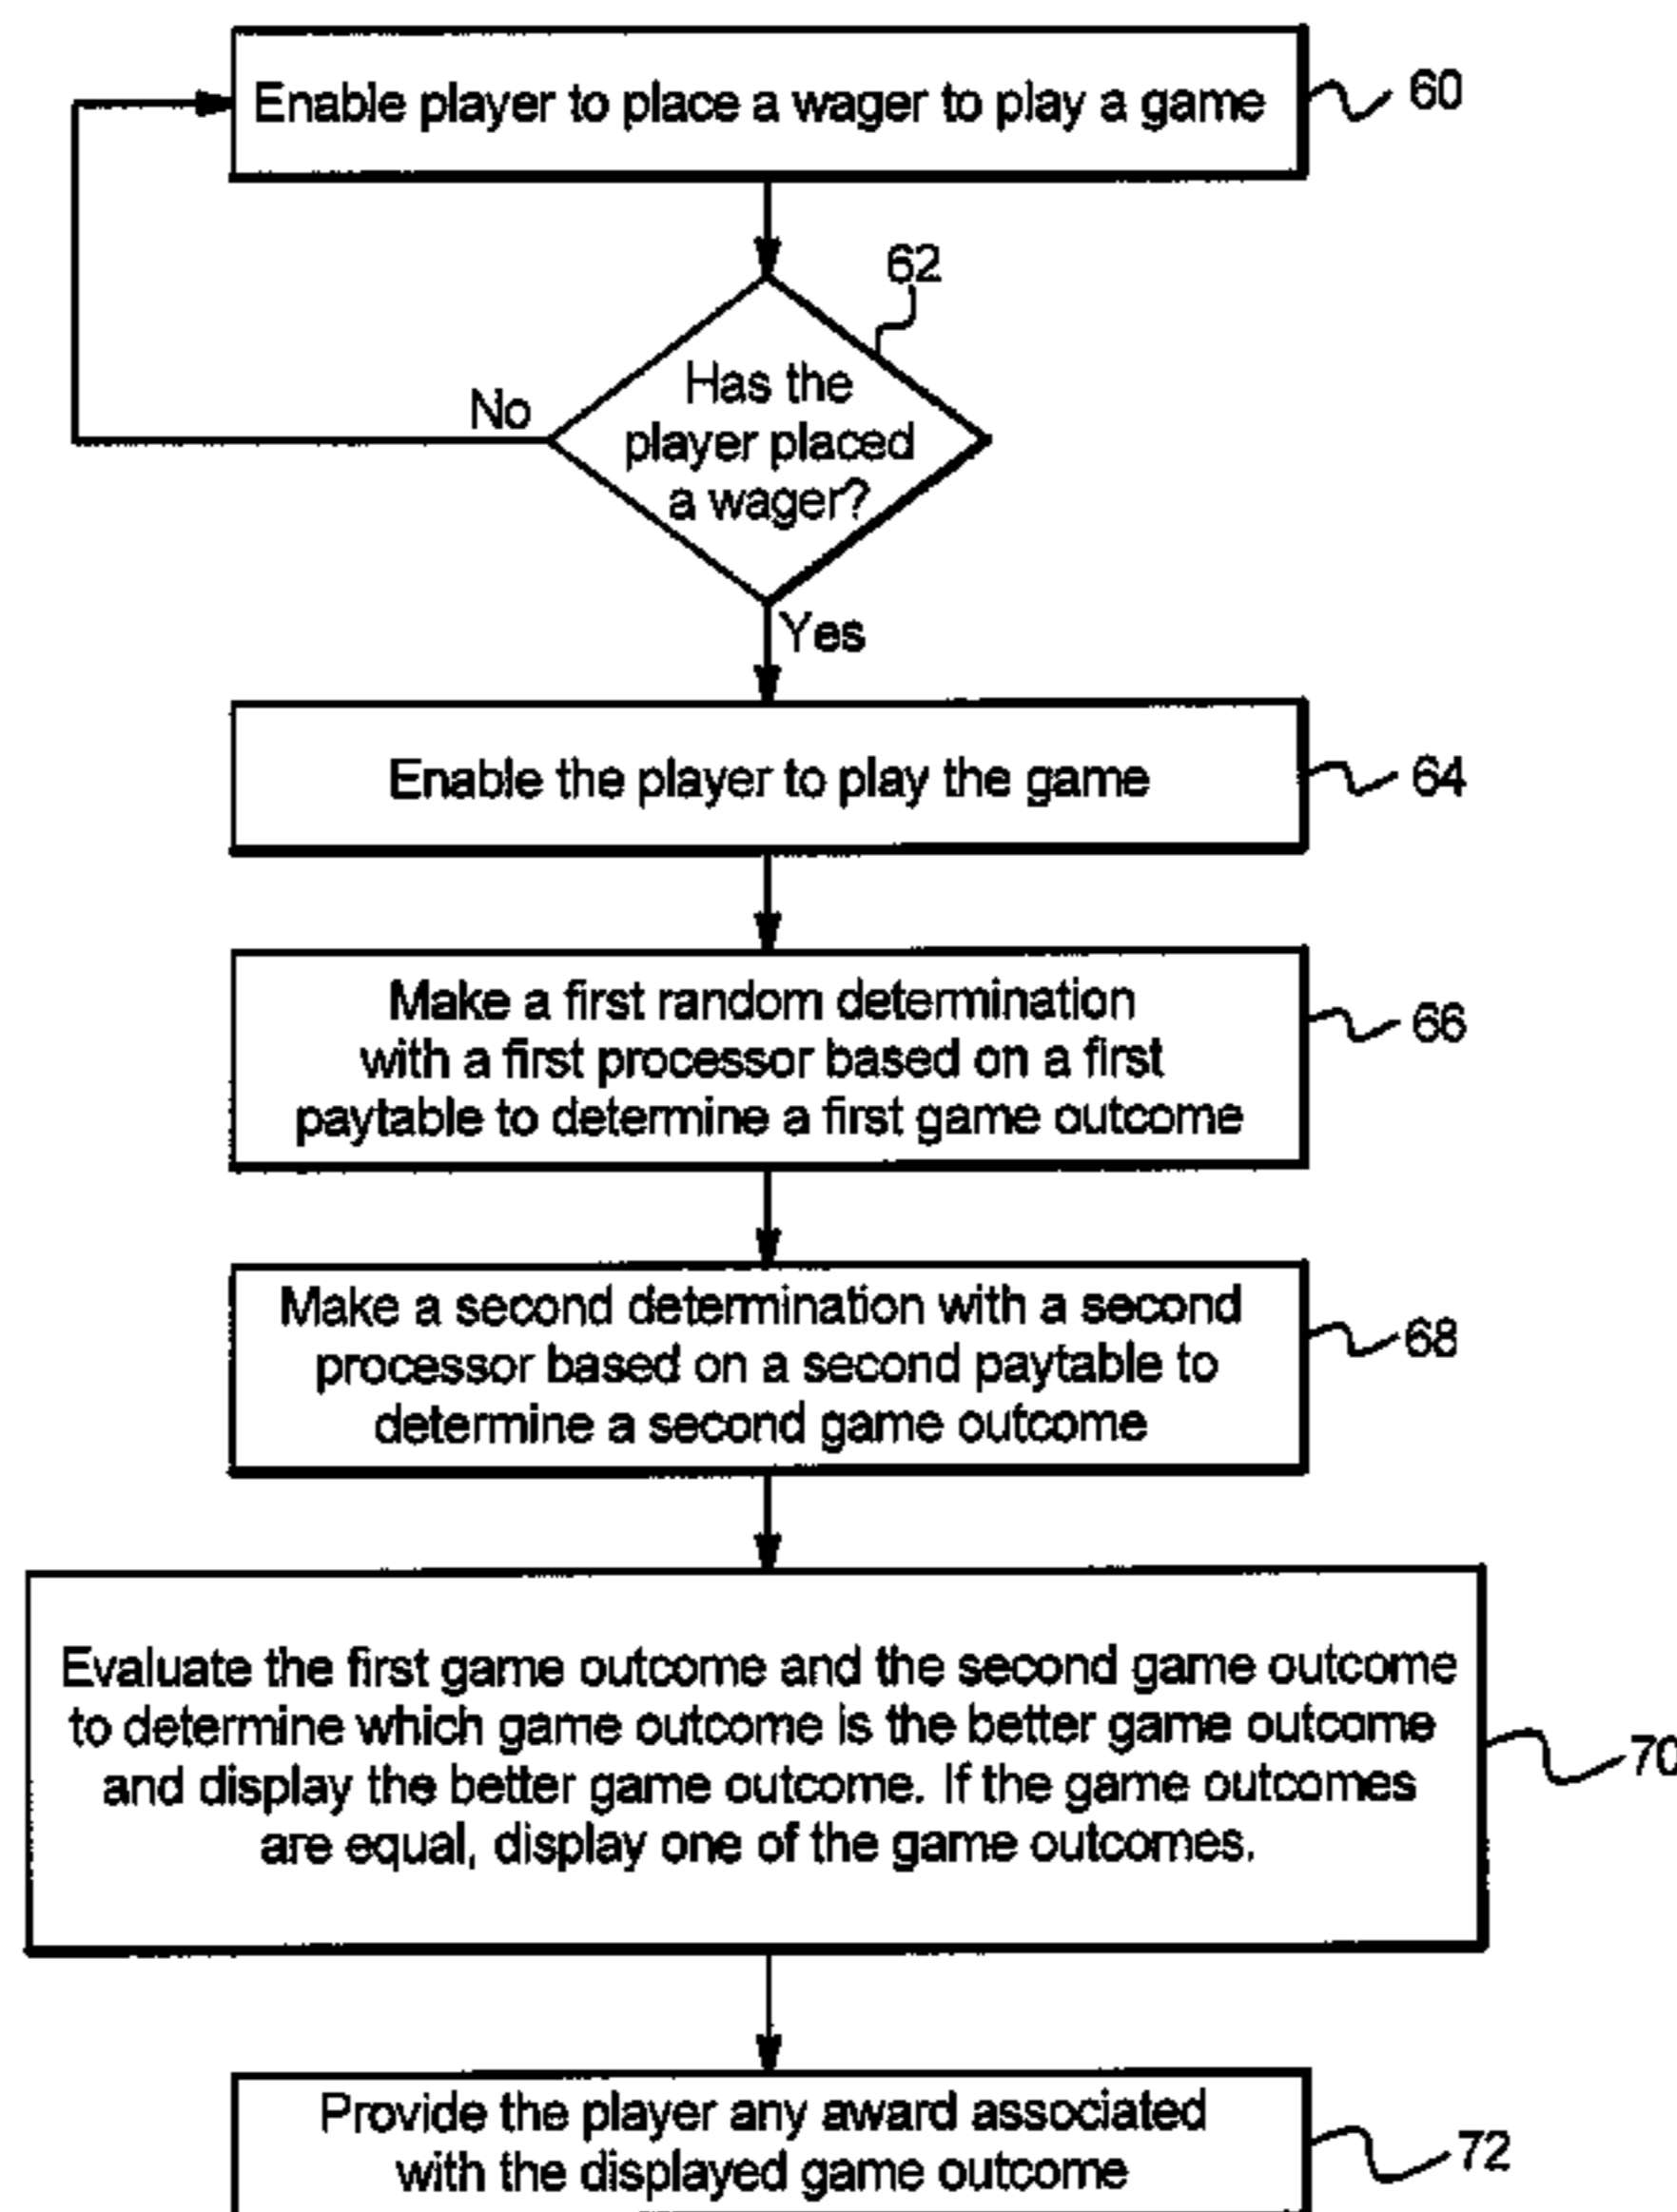 Enable player to place a wager to play a game
60
62
Has the
player placed
a wager?
No
Yes
Enable the player to play the game
64
Make a first random determination
with a first processor based on a first
paytable to determine a first game outcome
66
Make a second determination with a second
processor based on a second paytable to
determine a second game outcome
68
Evaluate the first game outcome and the second game outcome
to determine which game outcome is the better game outcome
and display the better game outcome. If the game outcomes
are equal, display one of the game outcomes.
70
Provide the player any award associated
with the displayed game outcome
72